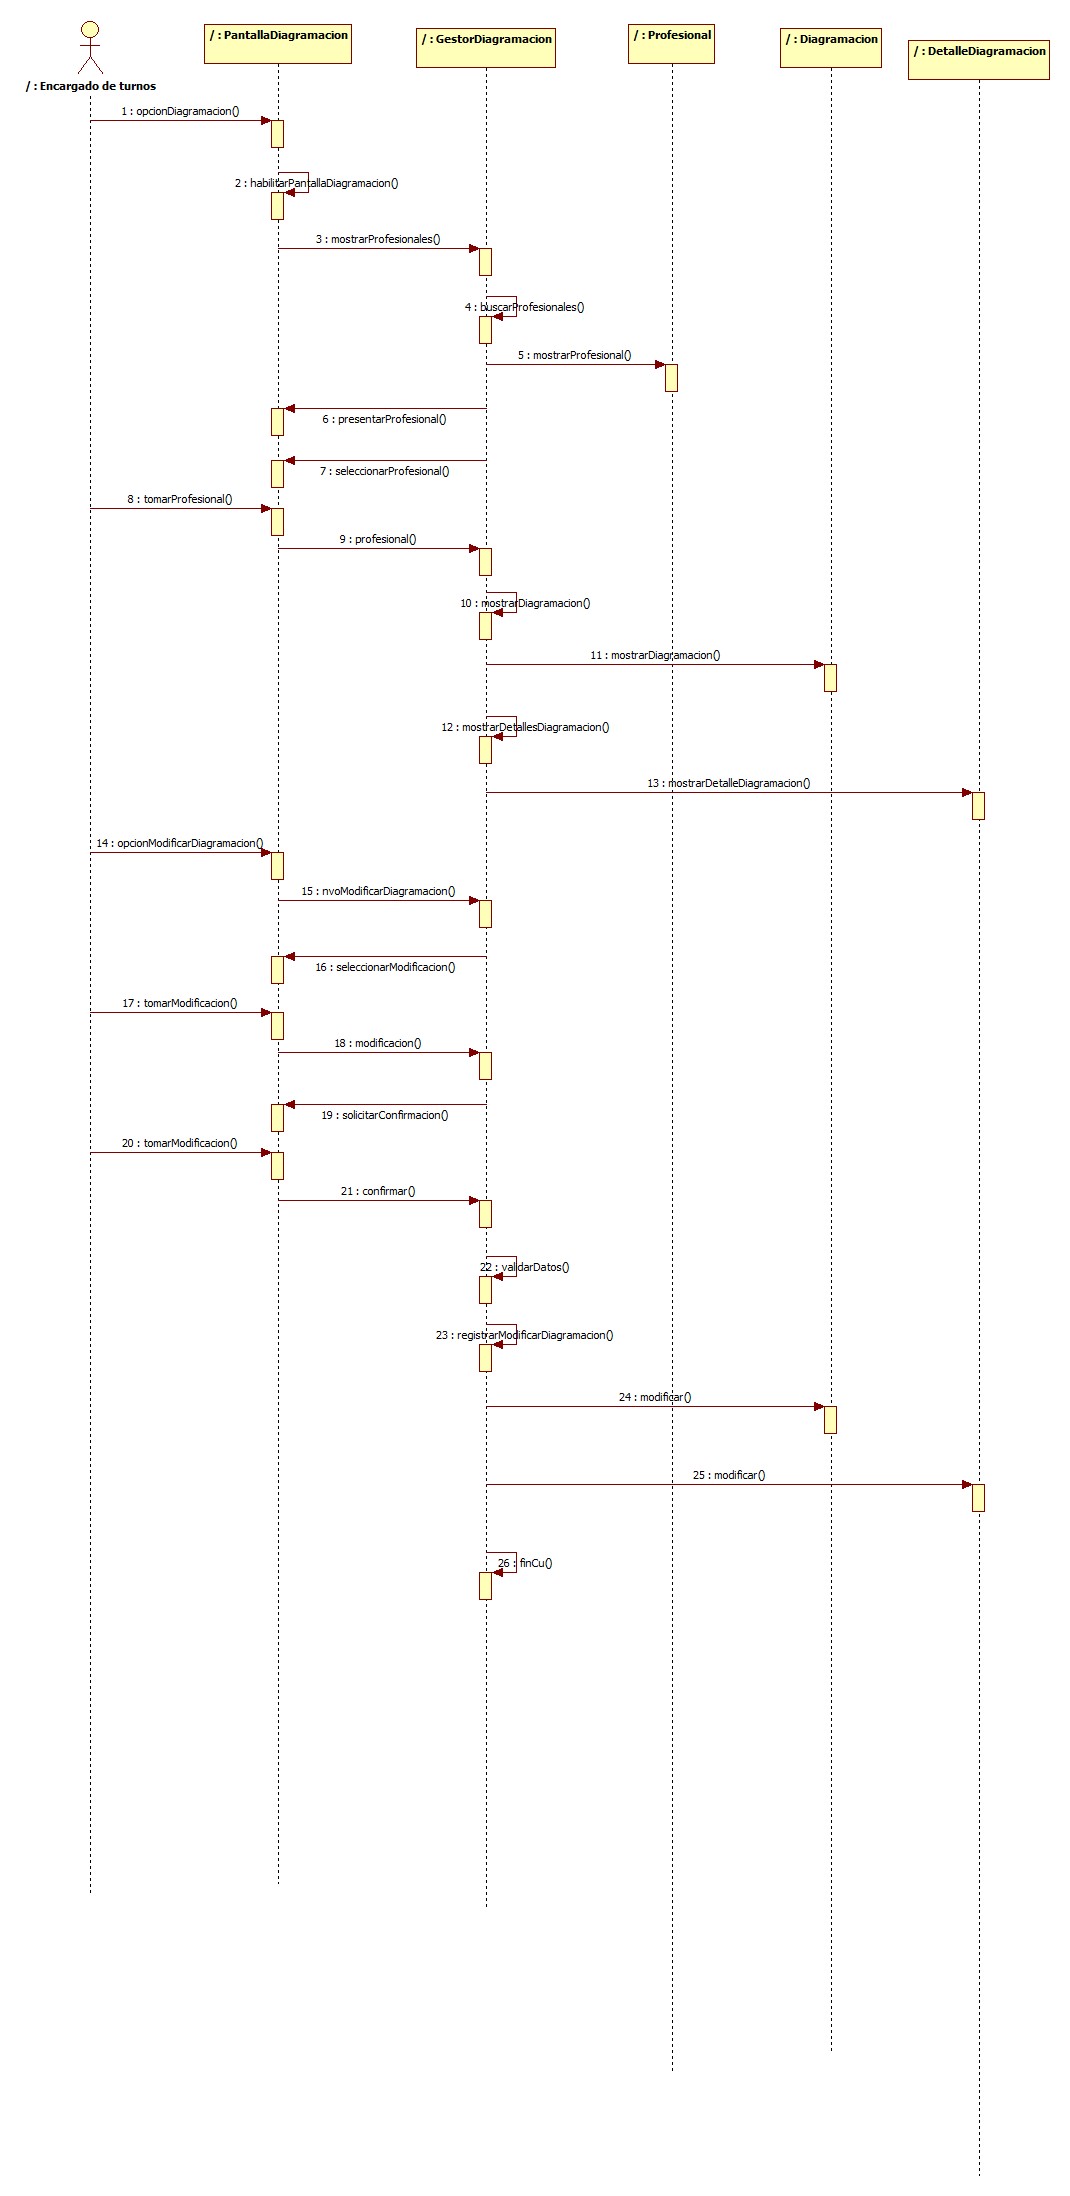 / : Encargado de turnos
/ : PantallaDiagramacion
/ : GestorDiagramacion
/ : Profesional
/ : Diagramacion
/ : DetalleDiagramacion
1 : opcionDiagramacion()
2 : habilitarPantallaDiagramacion()
3 : mostrarProfesionales()
4 : buscarProfesionales()
5 : mostrarProfesional()
6 : presentarProfesional()
7 : seleccionarProfesional()
8 : tomarProfesional()
9 : profesional()
10 : mostrarDiagramacion()
11 : mostrarDiagramacion()
12 : mostrarDetallesDiagramacion()
13 : mostrarDetalleDiagramacion()
14 : opcionModificarDiagramacion()
15 : nvoModificarDiagramacion()
16 : seleccionarModificacion()
17 : tomarModificacion()
18 : modificacion()
19 : solicitarConfirmacion()
20 : tomarModificacion()
21 : confirmar()
22 : validarDatos()
23 : registrarModificarDiagramacion()
24 : modificar()
25 : modificar()
26 : finCu()